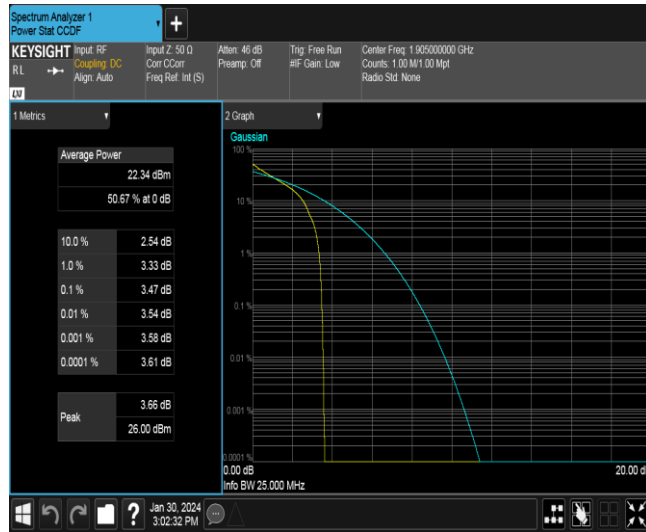 Spectrum Analyzer 1
Power Stat CCDF
+
KEYSIGHT
RL
LXI
Input: RF
Coupling: DC
Align: Auto
Input Z: 50 Ω
Corr CCorr
Freq Ref: Int (S)
Atten: 46 dB
Preamp: Off
Trig: Free Run
#IF Gain: Low
Center Freq: 1.905000000 GHz
Counts: 1.00 M/1.00 Mpt
Radio Std: None
1 Metrics
Average Power
22.34 dBm
50.67 % at 0 dB
10.0 % 2.54 dB
1.0 % 3.33 dB
0.1 % 3.47 dB
0.01 % 3.54 dB
0.001 % 3.58 dB
0.0001 % 3.61 dB
Peak
3.66 dB
26.00 dBm
2 Graph
Gaussian
100 %
10 %
1 %
0.1 %
0.01 %
0.001 %
0.0001 %
0.00 dB
20.00 d
Info BW 25.000 MHz
?
Jan 30, 2024
3:02:32 PM